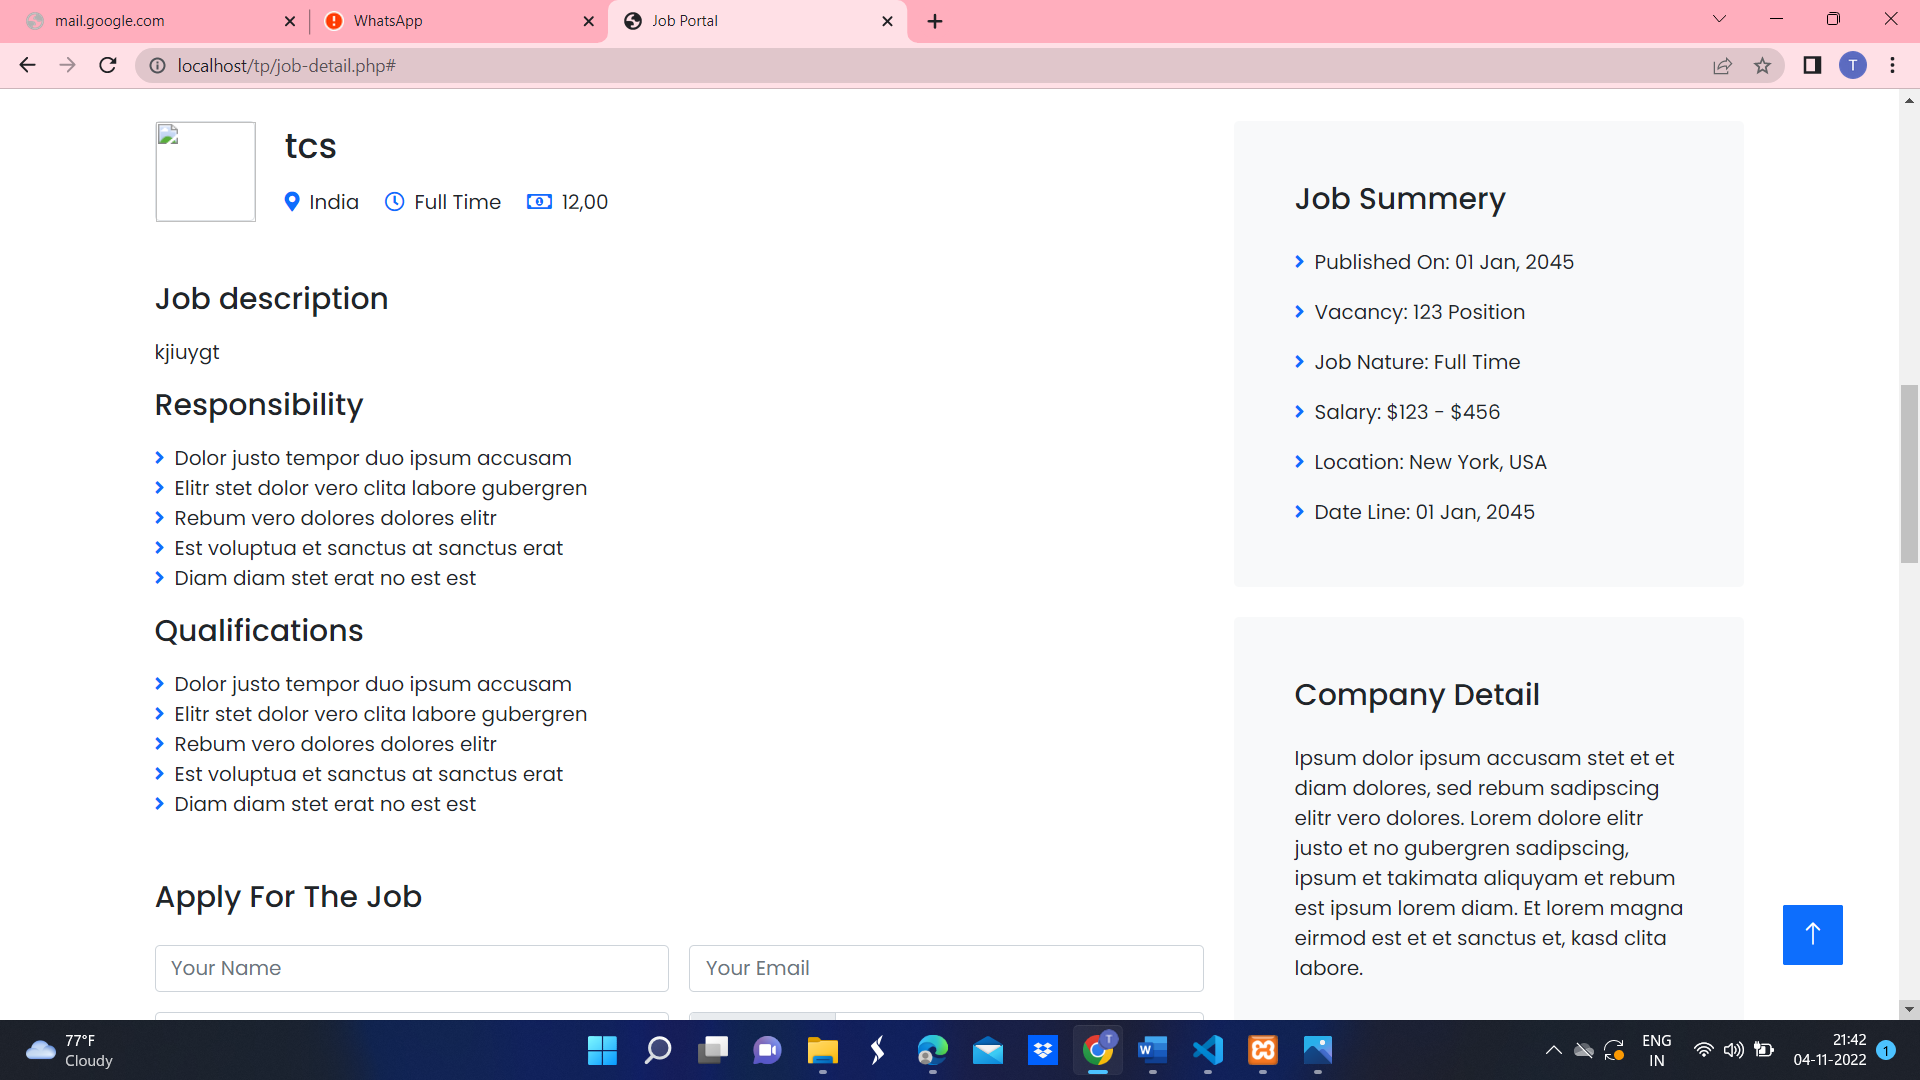 mail.google.com
WhatsApp
Job Portal
localhost/tp/job-detail.php#
T
tcs
India Full Time 12,00
Job description
kjiuygt
Responsibility
Dolor justo tempor duo ipsum accusam
Elitr stet dolor vero clita labore gubergren
Rebum vero dolores dolores elitr
Est voluptua et sanctus at sanctus erat
Diam diam stet erat no est est
Qualifications
Dolor justo tempor duo ipsum accusam
Elitr stet dolor vero clita labore gubergren
Rebum vero dolores dolores elitr
Est voluptua et sanctus at sanctus erat
Diam diam stet erat no est est
Apply For The Job
Your Name
Your Email
Job Summery
Published On: 01 Jan, 2045
Vacancy: 123 Position
Job Nature: Full Time
Salary: $123 - $456
Location: New York, USA
Date Line: 01 Jan, 2045
Company Detail
Ipsum dolor ipsum accusam stet et et
diam dolores, sed rebum sadipscing
elitr vero dolores. Lorem dolore elitr
justo et no gubergren sadipscing,
ipsum et takimata aliquyam et rebum
est ipsum lorem diam. Et lorem magna
eirmod est et et sanctus et, kasd clita
labore.
77°F
Cloudy
T
W
ENG
IN
21:42
04-11-2022
1